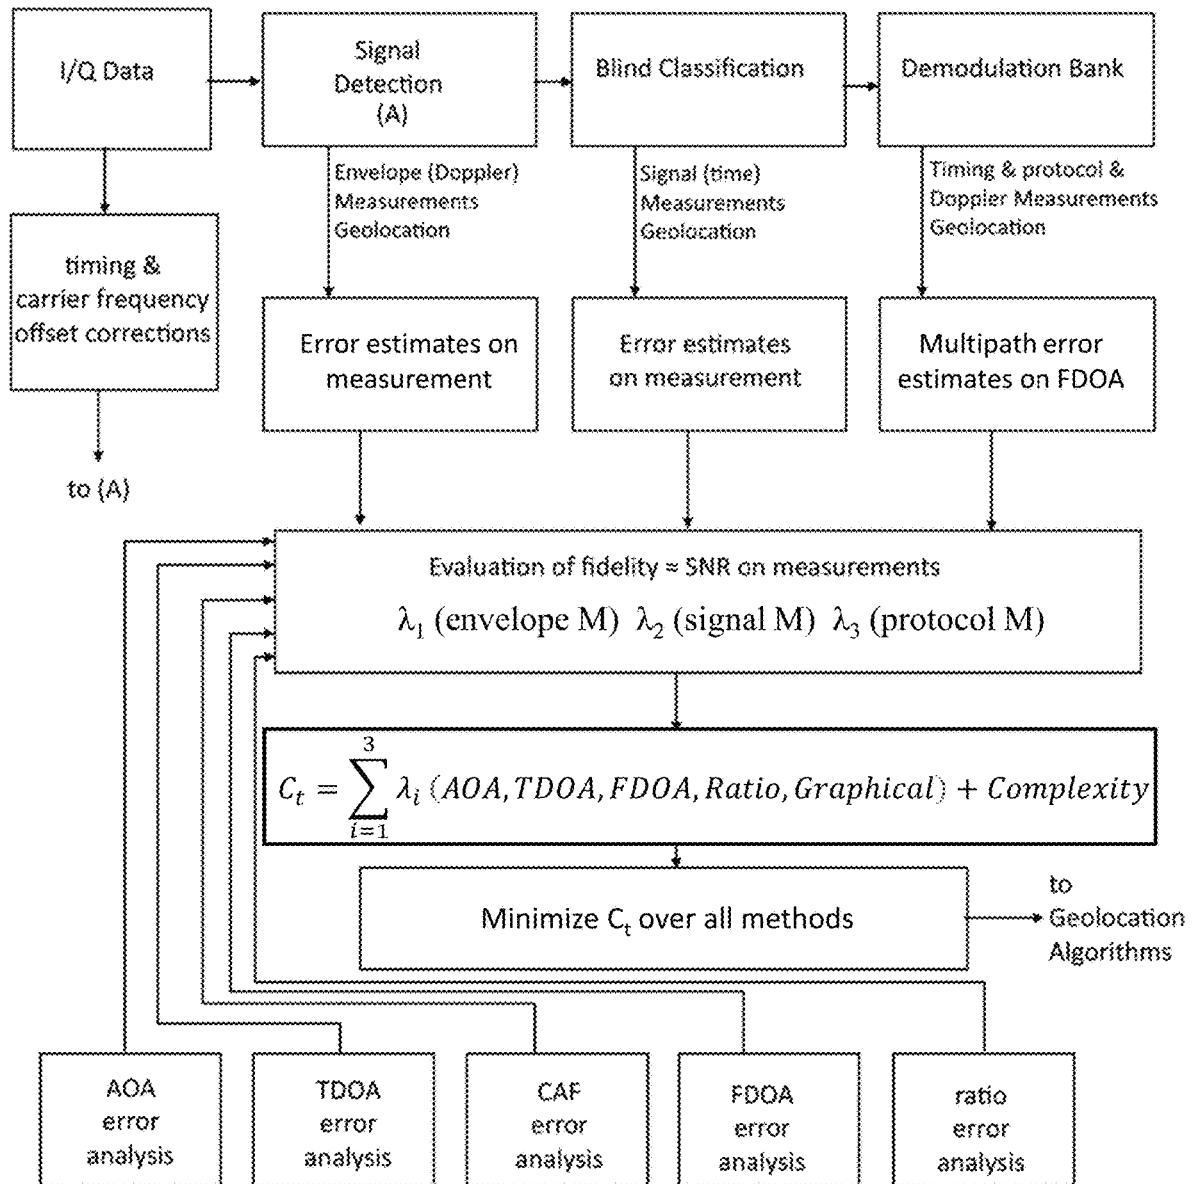 I/Q Data
Signal
Detection
(A)
Blind Classification
Demodulation Bank
Envelope (Doppler)
Measurements
Geolocation
Signal (time)
Measurements
Geolocation
Timing & protocol &
Doppler Measurements
Geolocation
timing &
carrier frequency
offset corrections
to (A)
Error estimates on
measurement
Error estimates
on measurement
Multipath error
estimates on FDOA
Evaluation of fidelity = SNR on measurements
λ₁ (envelope M) λ₂ (signal M) λ₃ (protocol M)
3
Cₜ = ∑ λᵢ (AOA, TDOA, FDOA, Ratio, Graphical) + Complexity
i=1
Minimize Cₜ over all methods
to
Geolocation
Algorithms
AOA
error
analysis
TDOA
error
analysis
CAF
error
analysis
FDOA
error
analysis
ratio
error
analysis